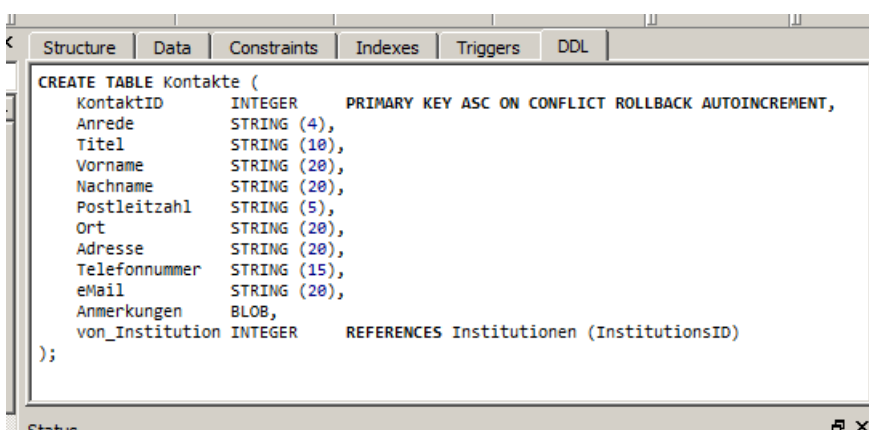 Structure Data Constraints Indexes Triggers DDL
CREATE TABLE Kontakte (
KontaktID INTEGER PRIMARY KEY ASC ON CONFLICT ROLLBACK AUTOINCREMENT,
Anrede STRING (4),
Titel STRING (10),
Vorname STRING (20),
Nachname STRING (20),
Postleitzahl STRING (5),
Ort STRING (20),
Adresse STRING (20),
Telefonnummer STRING (15),
eMail STRING (20),
Anmerkungen BLOB,
von_Institution INTEGER REFERENCES Institutionen (InstitutionsID)
);
Status